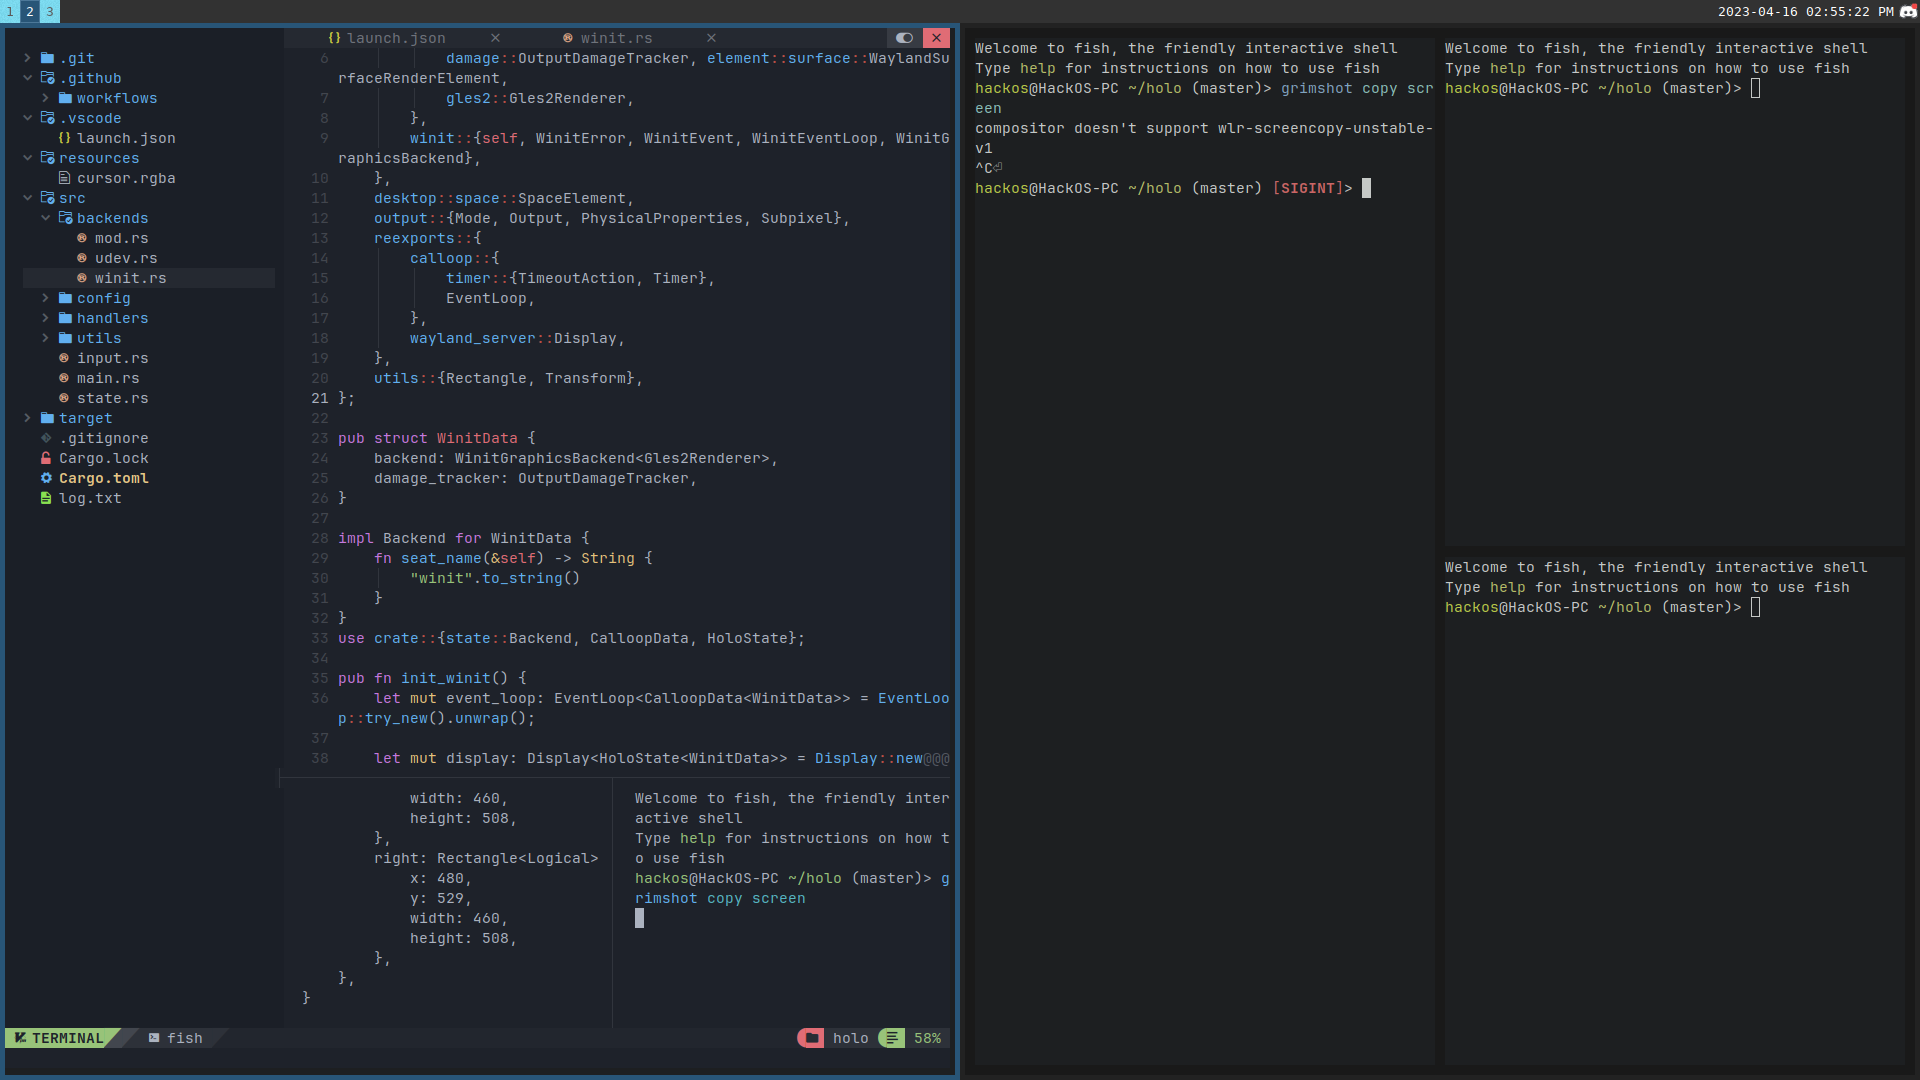 1 2 3
2023-04-16 02:55:22 PM
.git
.github
workflows
.vscode
{} launch.json
resources
cursor.rgba
src
backends
mod.rs
udev.rs
winit.rs
config
handlers
utils
input.rs
main.rs
state.rs
target
.gitignore
Cargo.lock
Cargo.toml
log.txt
{} launch.json × winit.rs ×
6             damage::OutputDamageTracker, element::surface::WaylandSu
rfaceRenderElement,
7             gles2::Gles2Renderer,
8         },
9         winit::{self, WinitError, WinitEvent, WinitEventLoop, WinitG
raphicsBackend},
10     },
11     desktop::space::SpaceElement,
12     output::{Mode, Output, PhysicalProperties, Subpixel},
13     reexports::{
14         calloop::{
15             timer::{TimeoutAction, Timer},
16             EventLoop,
17         },
18         wayland_server::Display,
19     },
20     utils::{Rectangle, Transform},
21 };
22
23 pub struct WinitData {
24     backend: WinitGraphicsBackend<Gles2Renderer>,
25     damage_tracker: OutputDamageTracker,
26 }
27
28 impl Backend for WinitData {
29     fn seat_name(&self) -> String {
30         "winit".to_string()
31     }
32 }
33 use crate::{state::Backend, CalloopData, HoloState};
34
35 pub fn init_winit() {
36     let mut event_loop: EventLoop<CalloopData<WinitData>> = EventLoo
p::try_new().unwrap();
37
38     let mut display: Display<HoloState<WinitData>> = Display::new@@@
            width: 460,
            height: 508,
        },
        right: Rectangle<Logical>
            x: 480,
            y: 529,
            width: 460,
            height: 508,
        },
    },
}
Welcome to fish, the friendly inter
active shell
Type help for instructions on how t
o use fish
hackos@HackOS-PC ~/holo (master)> g
rimshot copy screen
TERMINAL fish holo 58%
Welcome to fish, the friendly interactive shell
Type help for instructions on how to use fish
hackos@HackOS-PC ~/holo (master)> grimshot copy scr
een
compositor doesn't support wlr-screencopy-unstable-
v1
^C⏎
hackos@HackOS-PC ~/holo (master) [SIGINT]>
Welcome to fish, the friendly interactive shell
Type help for instructions on how to use fish
hackos@HackOS-PC ~/holo (master)>
Welcome to fish, the friendly interactive shell
Type help for instructions on how to use fish
hackos@HackOS-PC ~/holo (master)>